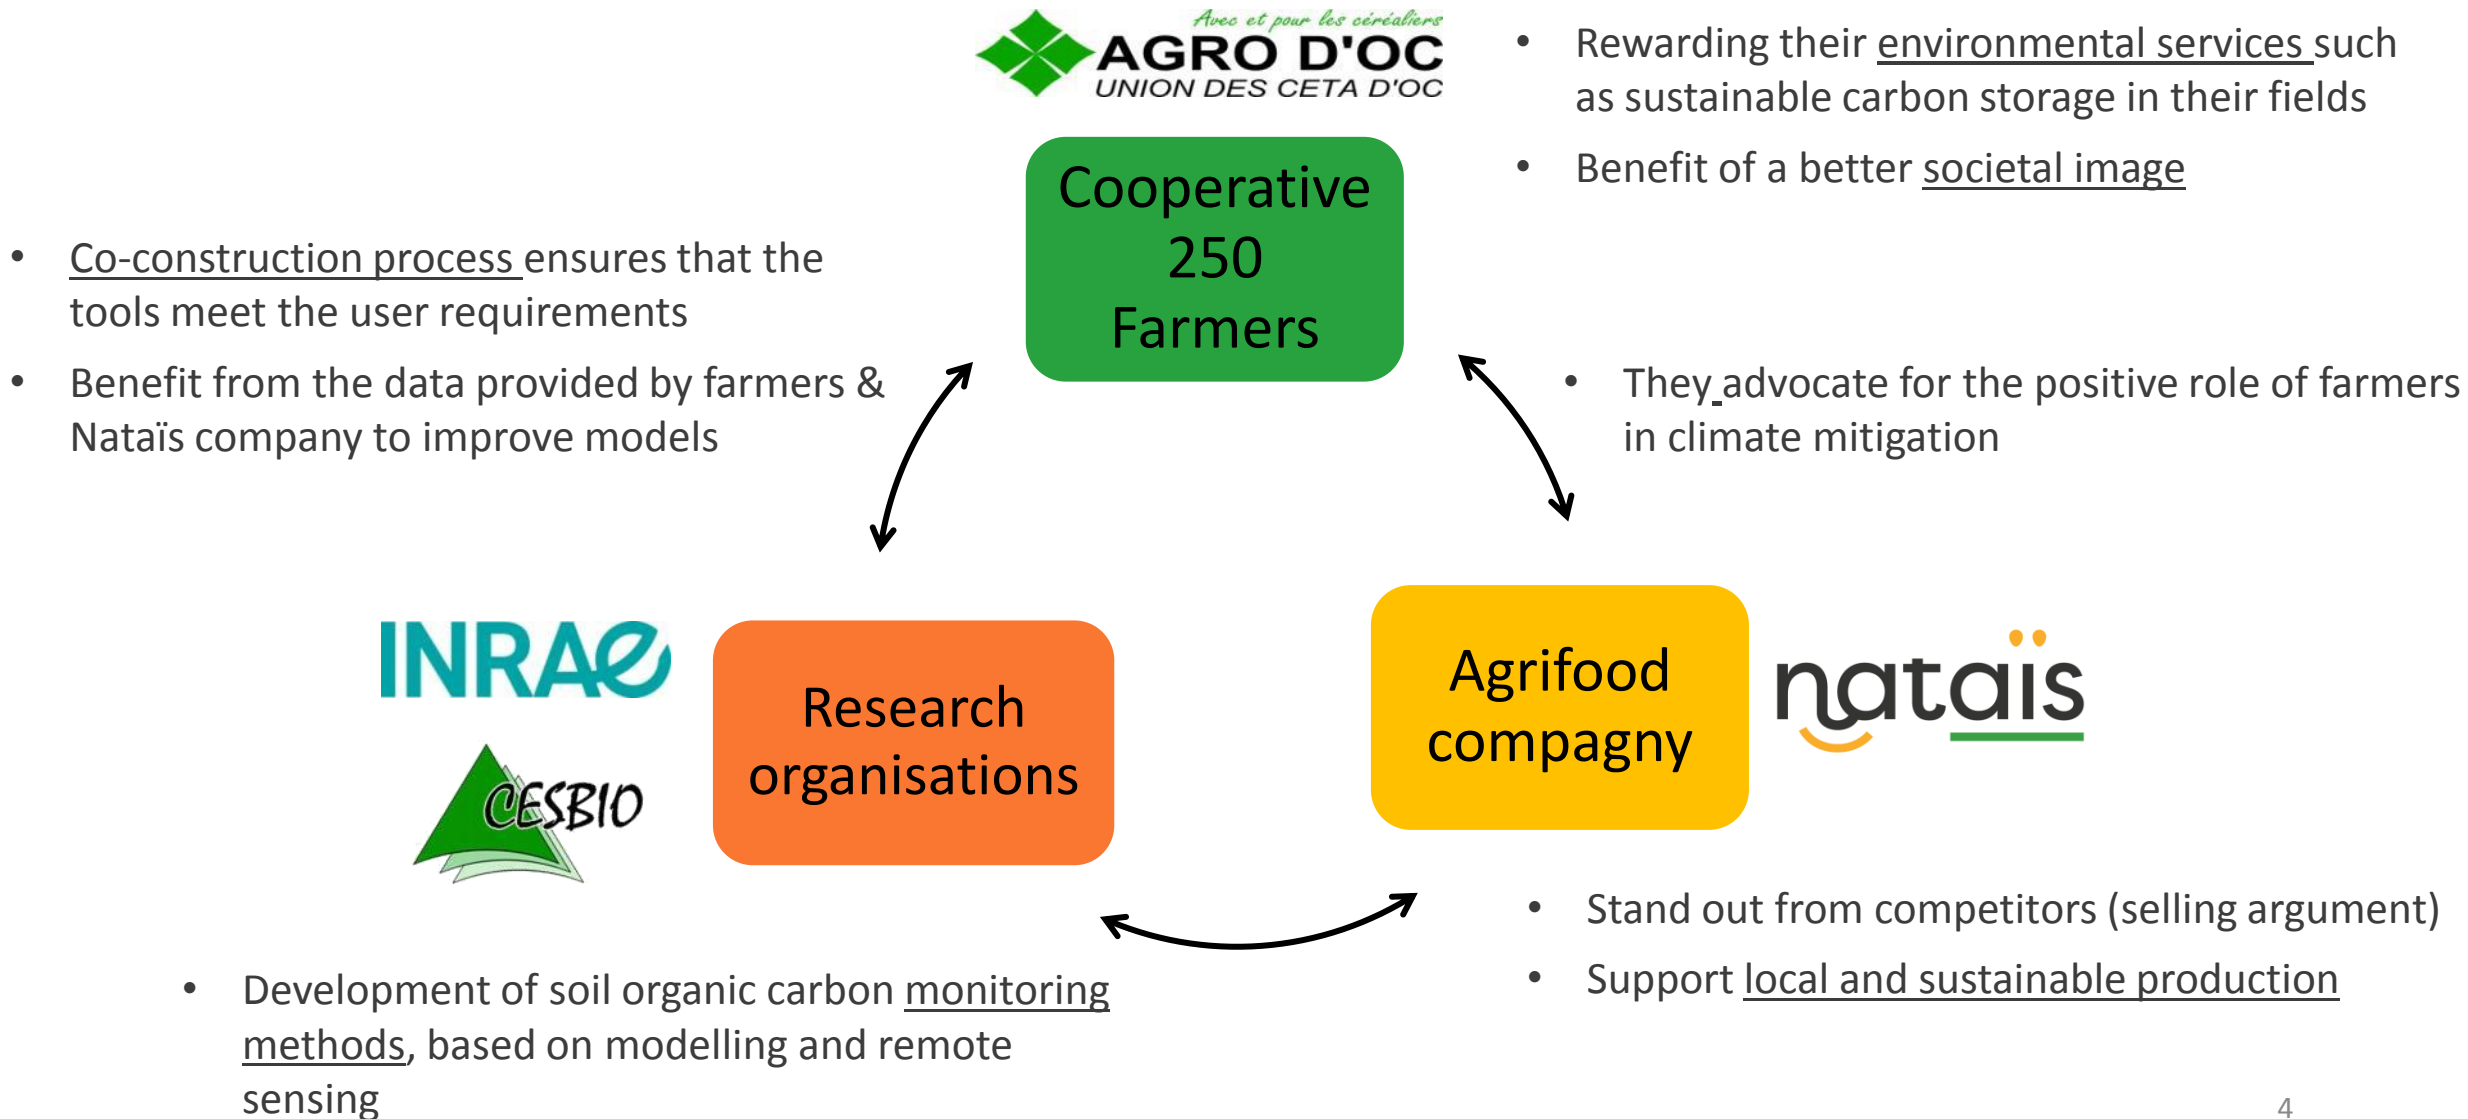 Avec et pour les céréaliers
AGRO D'OC
UNION DES CETA D'OC
• Rewarding their environmental services such
as sustainable carbon storage in their fields
• Benefit of a better societal image
Cooperative
250
Farmers
• Co-construction process ensures that the
tools meet the user requirements
• Benefit from the data provided by farmers &
Nataïs company to improve models
• They advocate for the positive role of farmers
in climate mitigation
INRAE
CESBIO
Research
organisations
Agrifood
compagny
nataïs
• Stand out from competitors (selling argument)
• Support local and sustainable production
• Development of soil organic carbon monitoring
methods, based on modelling and remote
sensing
4